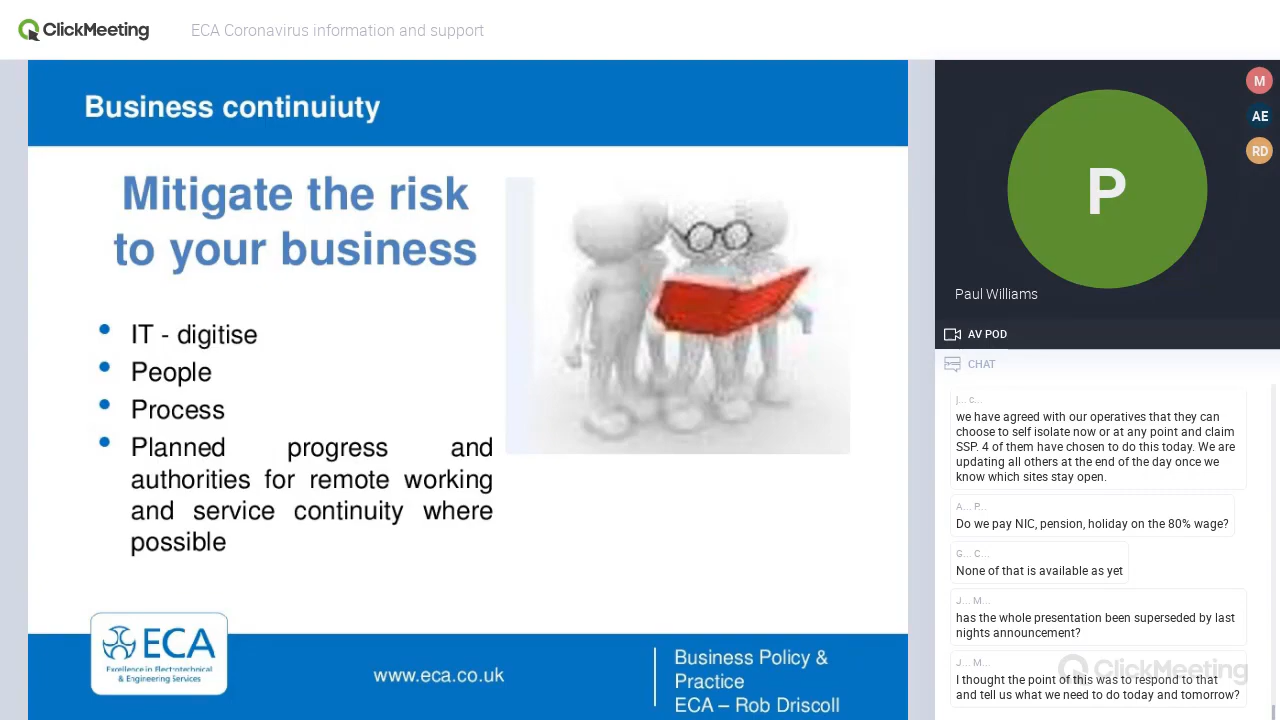 ClickMeeting
ECA Coronavirus information and support
Business continuiuty
Mitigate the risk
to your business
IT - digitise
People
Process
Planned progress and
authorities for remote working
and service continuity where
possible
ECA
Excellence in Electrotechnical
& Engineering Services
www.eca.co.uk
Business Policy &
Practice
ECA – Rob Driscoll
M
AE
RD
P
Paul Williams
AV POD
CHAT
J... c...
we have agreed with our operatives that they can
choose to self isolate now or at any point and claim
SSP. 4 of them have chosen to do this today. We are
updating all others at the end of the day once we
know which sites stay open.
A... P...
Do we pay NIC, pension, holiday on the 80% wage?
G... C...
None of that is available as yet
J... M...
has the whole presentation been superseded by last
nights announcement?
J... M...
I thought the point of this was to respond to that
and tell us what we need to do today and tomorrow?
ClickMeeting